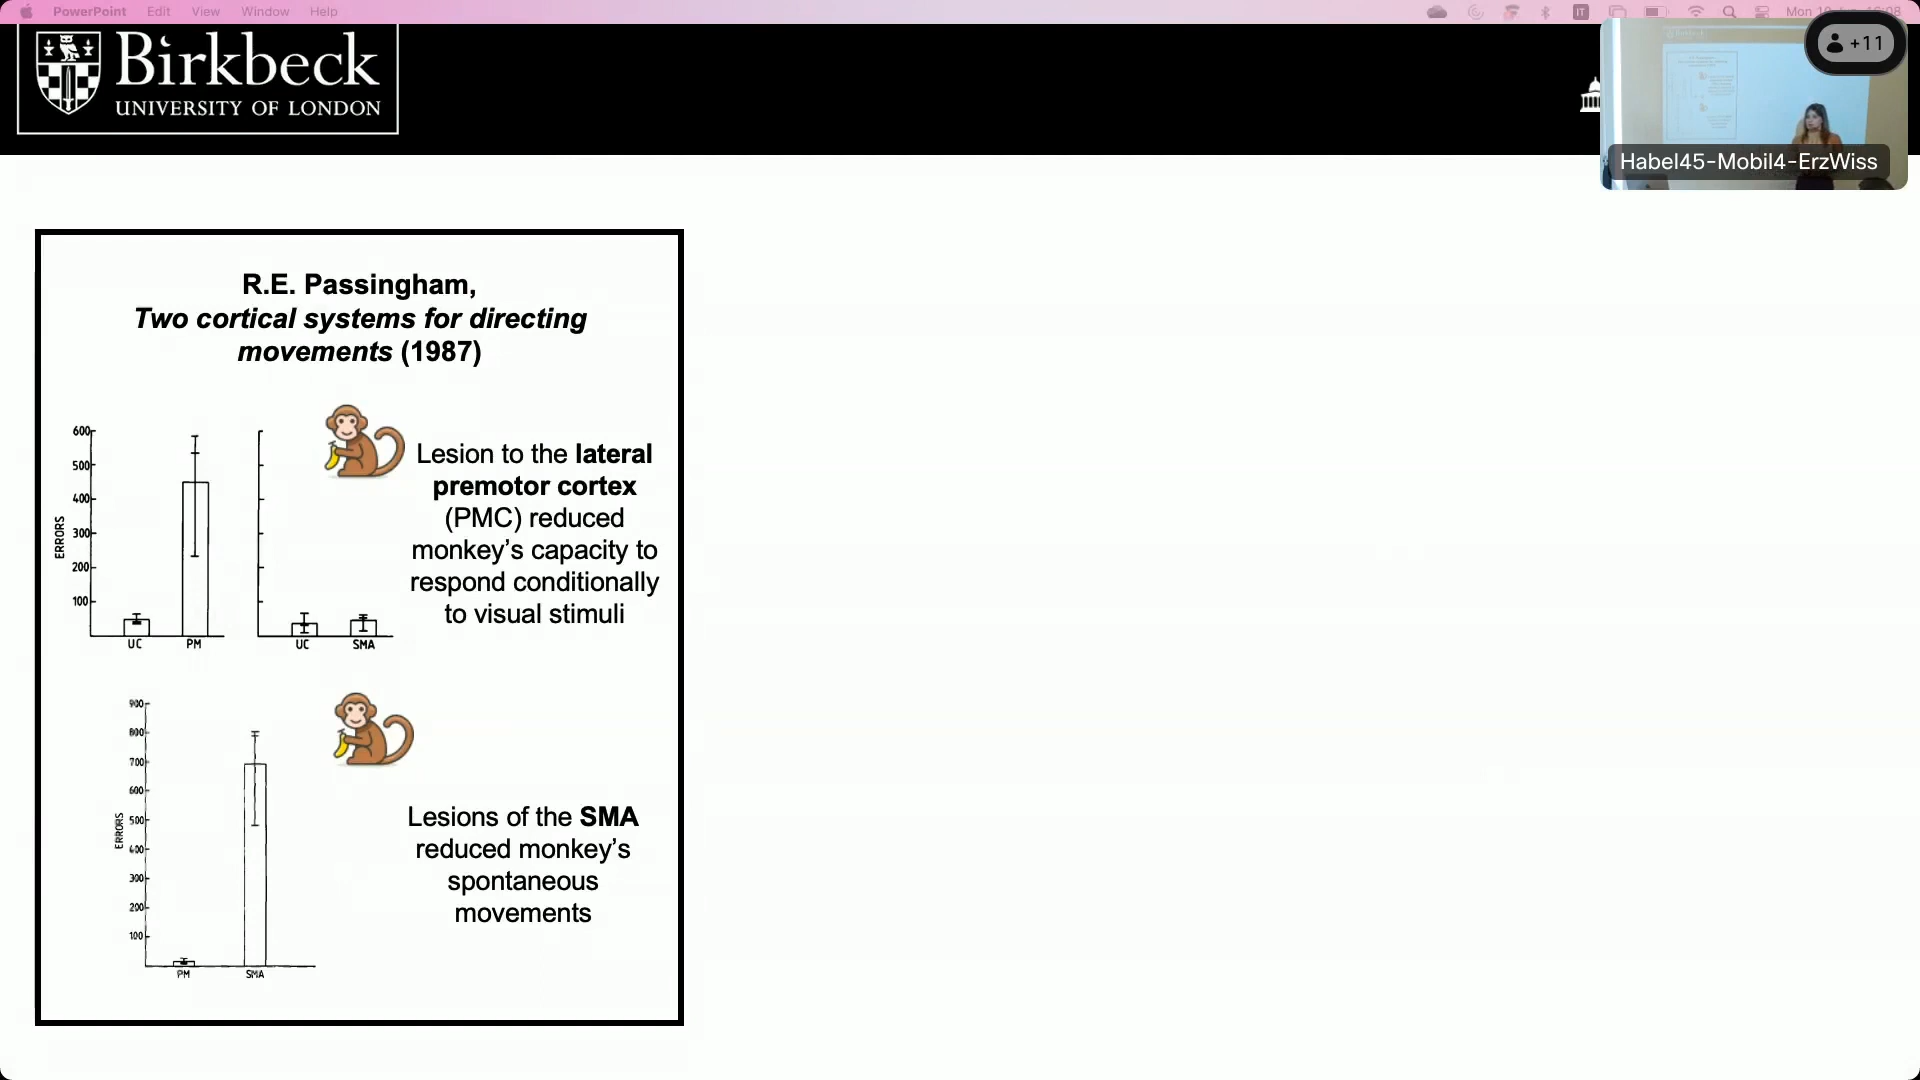 PowerPoint Edit View Window Help
Birkbeck
UNIVERSITY OF LONDON
+11
Habel45-Mobil4-ErzWiss
R.E. Passingham,
Two cortical systems for directing
movements (1987)
600
500
400
300
200
100
ERRORS
UC PM
UC SMA
Lesion to the lateral
premotor cortex
(PMC) reduced
monkey’s capacity to
respond conditionally
to visual stimuli
900
800
700
600
500
400
300
200
100
ERRORS
PM SMA
Lesions of the SMA
reduced monkey’s
spontaneous
movements